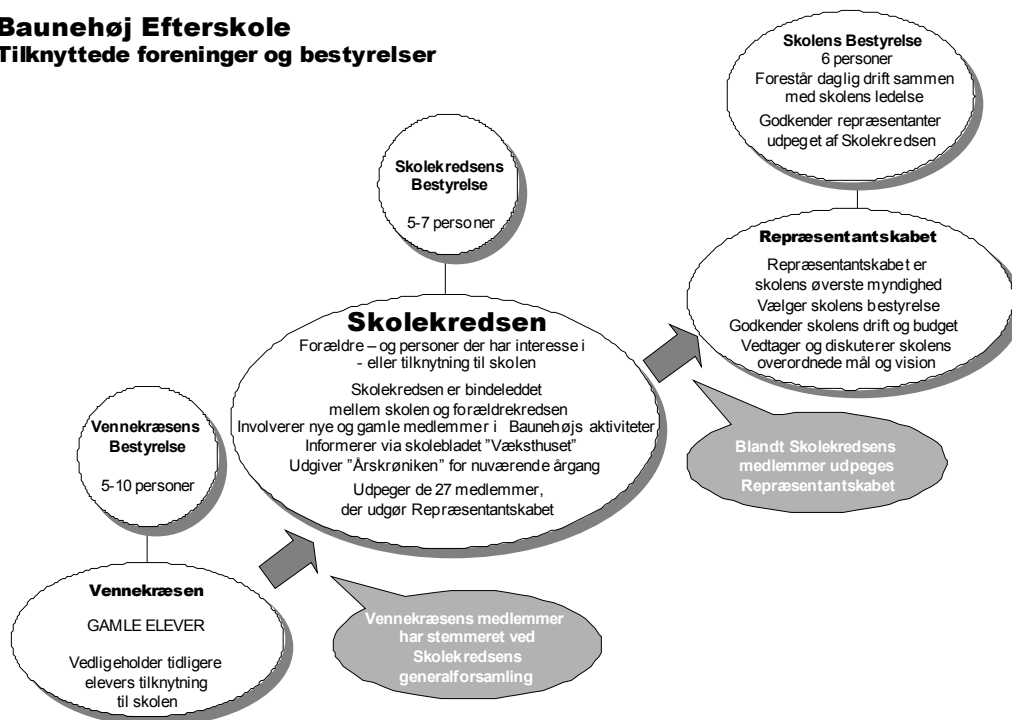 Baunehøj Efterskole
Tilknyttede foreninger og bestyrelser
Skolens Bestyrelse
6 personer
Forestår daglig drift sammen
med skolens ledelse
Godkender repræsentanter
udpeget af Skolekredsen
Skolekredsens
Bestyrelse
5-7 personer
Repræsentantskabet
Repræsentantskabet er
skolens øverste myndighed
Vælger skolens bestyrelse
Godkender skolens drift og budget
Vedtager og diskuterer skolens
overordnede mål og vision
Skolekredsen
Forældre – og personer der har interesse i
- eller tilknytning til skolen
Skolekredsen er bindeleddet
mellem skolen og forældrekredsen
Involverer nye og gamle medlemmer i Baunehøjs aktiviteter
Informerer via skolebladet "Væksthuset"
Udgiver "Årskrøniken" for nuværende årgang
Udpeger de 27 medlemmer,
der udgør Repræsentantskabet
Blandt Skolekredsens
medlemmer udpeges
Repræsentantskabet
Vennekræsens
Bestyrelse
5-10 personer
Vennekræsen
GAMLE ELEVER
Vedligeholder tidligere
elevers tilknytning
til skolen
Vennekræsens medlemmer
har stemmeret ved
Skolekredsens
generalforsamling